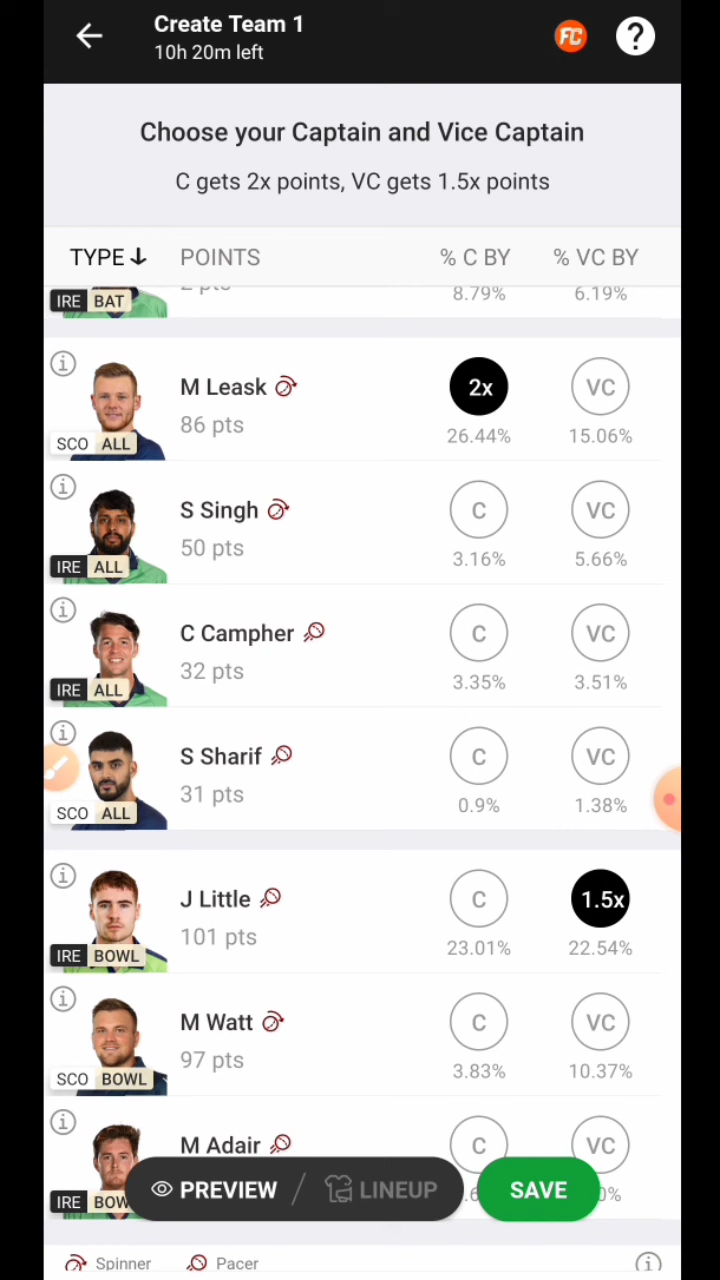 Create Team 1
10h 20m left
FC
?
Choose your Captain and Vice Captain
C gets 2x points, VC gets 1.5x points
TYPE POINTS % C BY % VC BY
IRE BAT 8.79% 6.19%
M Leask 2x VC
86 pts
SCO ALL 26.44% 15.06%
S Singh C VC
50 pts
IRE ALL 3.16% 5.66%
C Campher C VC
32 pts
IRE ALL 3.35% 3.51%
S Sharif C VC
31 pts
SCO ALL 0.9% 1.38%
J Little C 1.5x
101 pts
IRE BOWL 23.01% 22.54%
M Watt C VC
97 pts
SCO BOWL 3.83% 10.37%
M Adair C VC
IRE
PREVIEW / LINEUP SAVE
Spinner Pacer